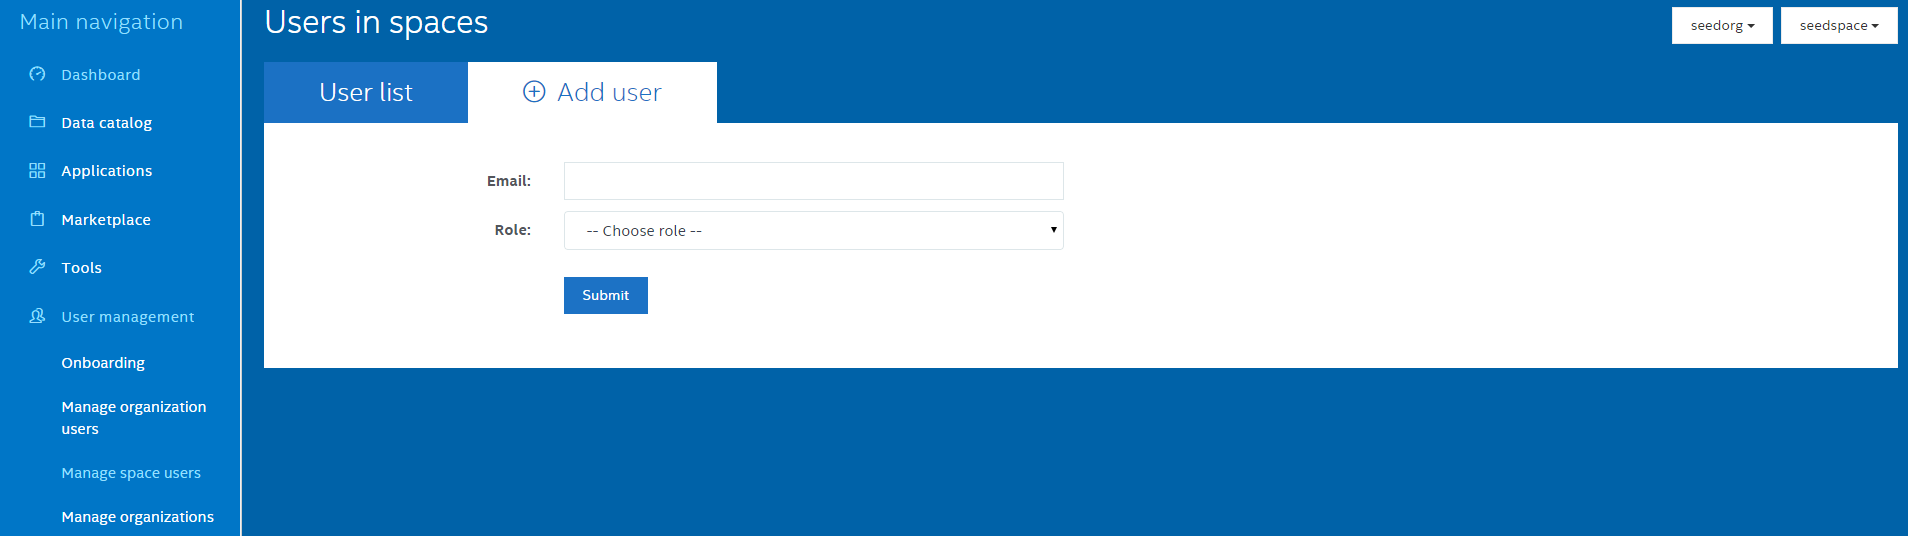 Main navigation
Dashboard
Data catalog
Applications
Marketplace
Tools
User management
Onboarding
Manage organization
users
Manage space users
Manage organizations
Users in spaces
seedorg
seedspace
User list
Add user
Email:
Role:
-- Choose role --
Submit